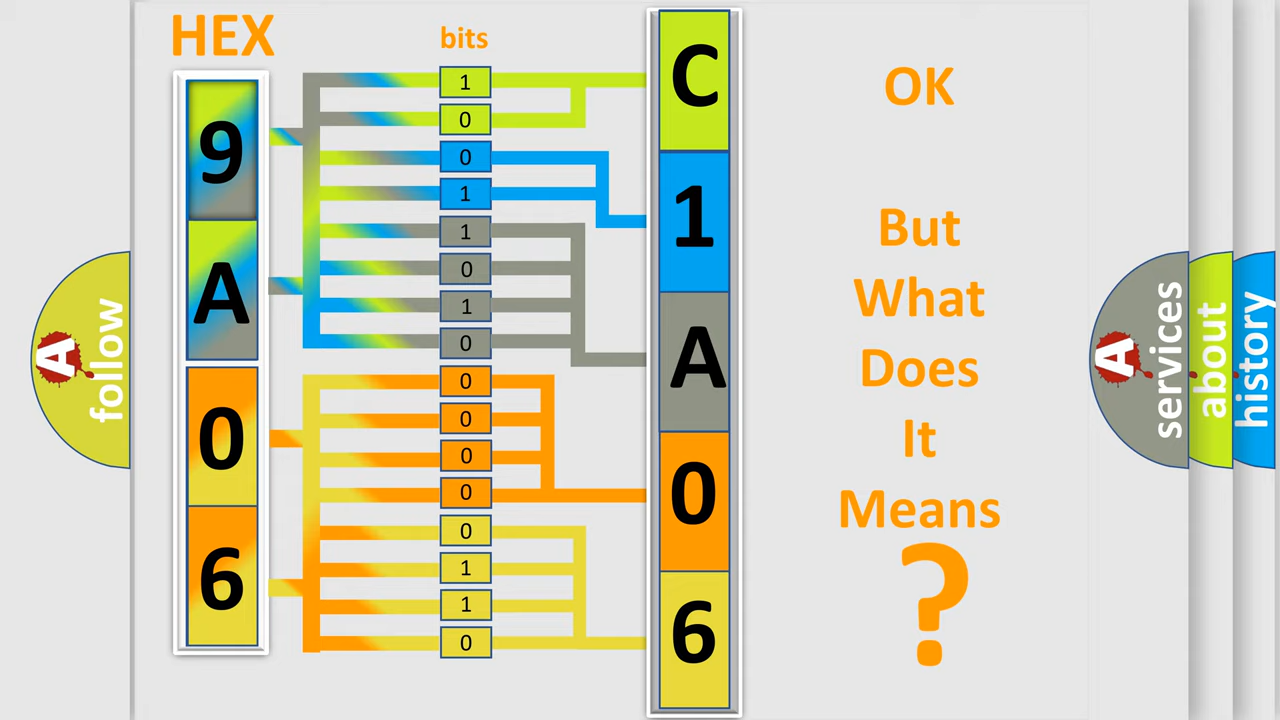 HEX
bits
9
A
0
6
1
0
0
1
1
0
1
0
0
0
0
0
0
1
1
0
C
1
A
0
6
OK
But
What
Does
It
Means
?
A
follow
A
services
about
history